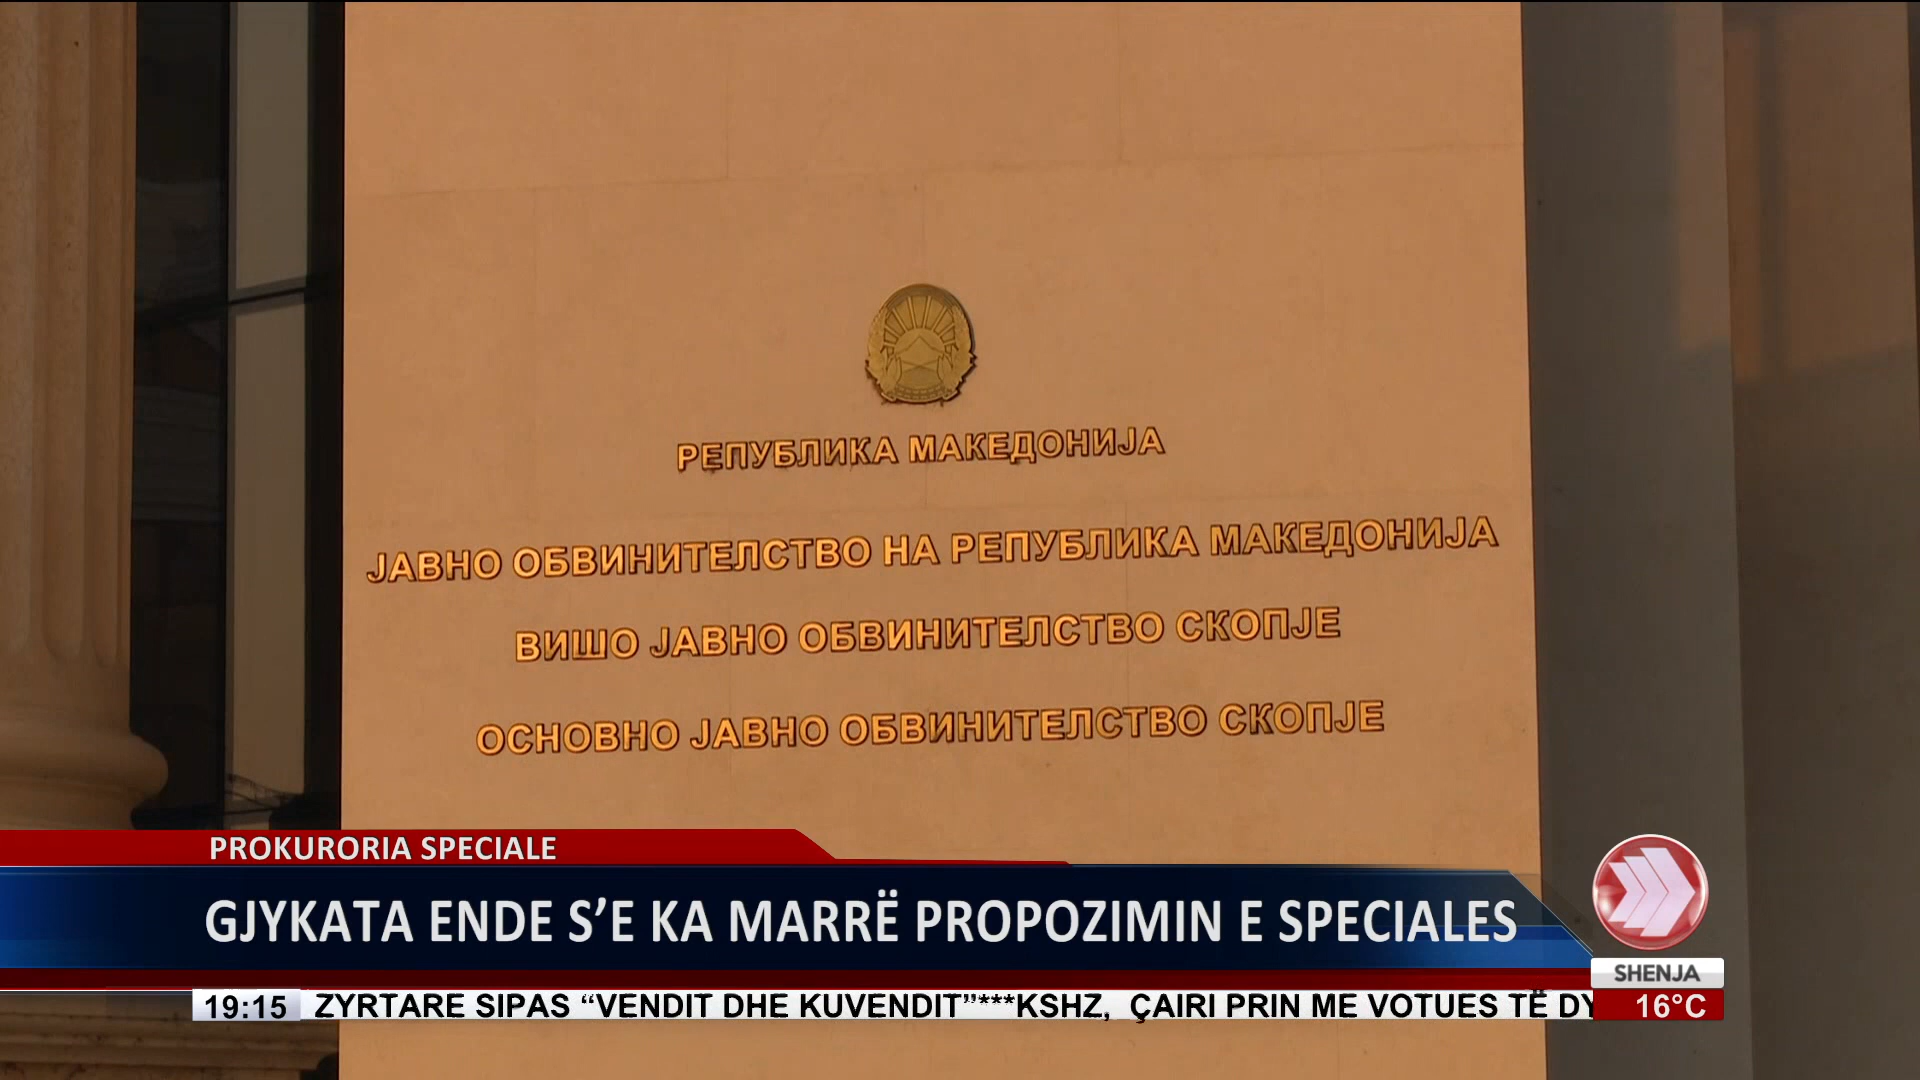 РЕПУБЛИКА МАКЕДОНИЈА
ЈАВНО ОБВИНИТЕЛСТВО НА РЕПУБЛИКА МАКЕДОНИЈА
ВИШО ЈАВНО ОБВИНИТЕЛСТВО СКОПЈЕ
ОСНОВНО ЈАВНО ОБВИНИТЕЛСТВО СКОПЈЕ
PROKURORIA SPECIALE
GJYKATA ENDE S’E KA MARRË PROPOZIMIN E SPECIALES
SHENJA
19:15 ZYRTARE SIPAS “VENDIT DHE KUVENDIT”***KSHZ, ÇAIRI PRIN ME VOTUES TË DY
16°C